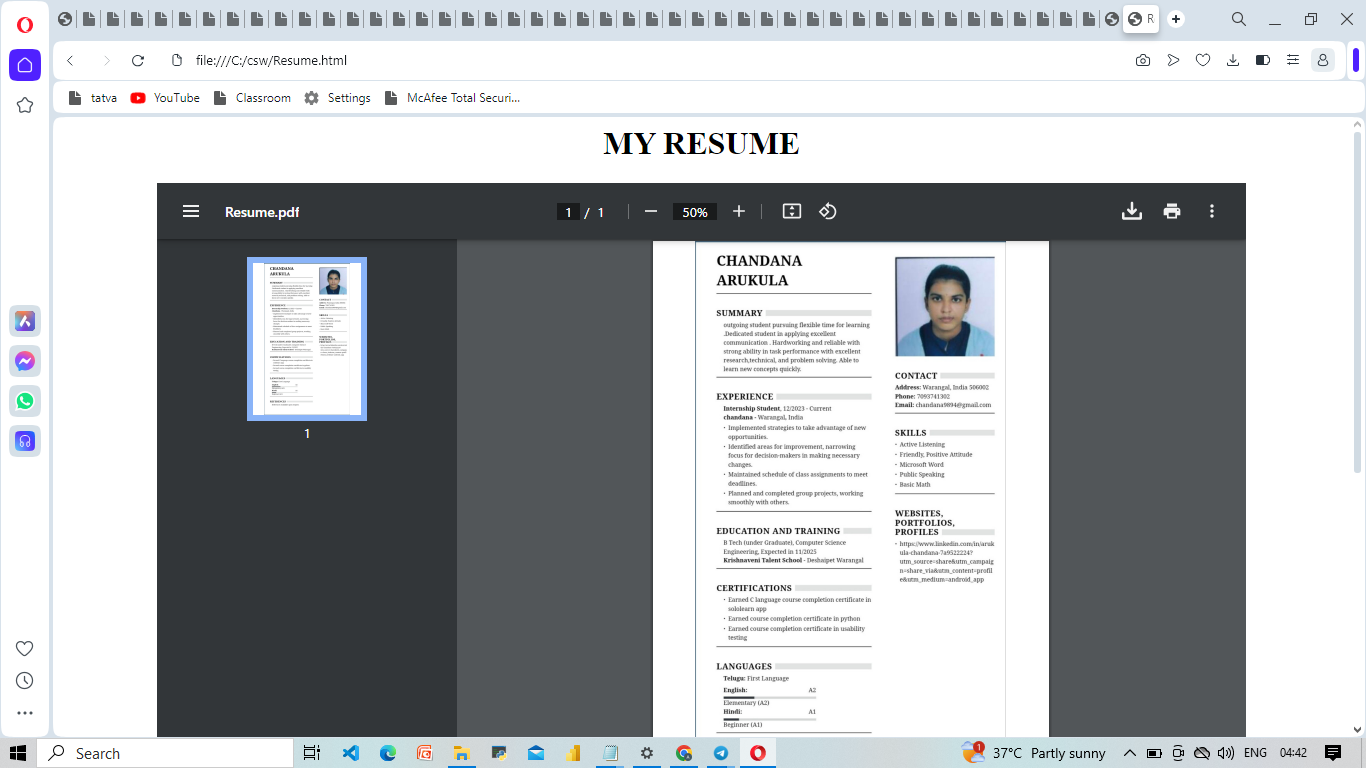 R
file:///C:/csw/Resume.html
tatva
YouTube
Classroom
Settings
McAfee Total Securi...
MY RESUME
Resume.pdf
1 / 1
50%
1
CHANDANA
ARUKULA
SUMMARY
outgoing student pursuing flexible time for learning
.Dedicated student in applying excellent
communication . Hardworking and reliable with
strong ability in task performance with excellent
research,technical, and problem solving. Able to
learn new concepts quickly.
EXPERIENCE
Internship Student, 12/2023 - Current
chandana - Warangal, India
• Implemented strategies to take advantage of new
opportunities.
• Identified areas for improvement, narrowing
focus for decision-makers in making necessary
changes.
• Maintained schedule of class assignments to meet
deadlines.
• Planned and completed group projects, working
smoothly with others.
EDUCATION AND TRAINING
B Tech (under Graduate), Computer Science
Engineering, Expected in 11/2025
Krishnaveni Talent School - Deshaipet Warangal
CERTIFICATIONS
• Earned C language course completion certificate in
sololearn app
• Earned course completion certificate in python
• Earned course completion certificate in usability
testing
LANGUAGES
Telugu: First Language
English: A2
Elementary (A2)
Hindi: A1
Beginner (A1)
CONTACT
Address: Warangal, India 506002
Phone: 7093741302
Email: chandana9894@gmail.com
SKILLS
• Active Listening
• Friendly, Positive Attitude
• Microsoft Word
• Public Speaking
• Basic Math
WEBSITES,
PORTFOLIOS,
PROFILES
• https://www.linkedin.com/in/aruk
ula-chandana-7a9522224?
utm_source=share&utm_campaig
n=share_via&utm_content=profil
e&utm_medium=android_app
Search
1
37°C Partly sunny
ENG
04:42